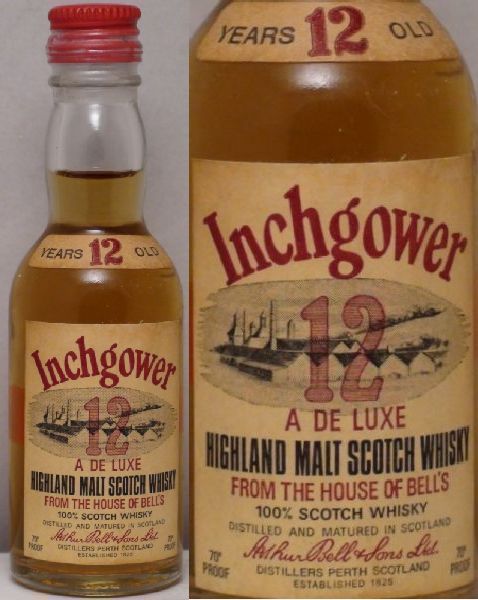 YEARS 12 OLD
Inchgower
12
A DE LUXE
HIGHLAND MALT SCOTCH WHISKY
FROM THE HOUSE OF BELL'S
100% SCOTCH WHISKY
DISTILLED AND MATURED IN SCOTLAND
Arthur Bell & Sons Ltd.
70° PROOF DISTILLERS PERTH SCOTLAND 70° PROOF
ESTABLISHED 1825
YEARS 12 OLD
Inchgower
12
A DE LUXE
HIGHLAND MALT SCOTCH WHISKY
FROM THE HOUSE OF BELL'S
100% SCOTCH WHISKY
DISTILLED AND MATURED IN SCOTLAND
Arthur Bell & Sons Ltd.
70° PROOF DISTILLERS PERTH SCOTLAND 70° PROOF
ESTABLISHED 1825